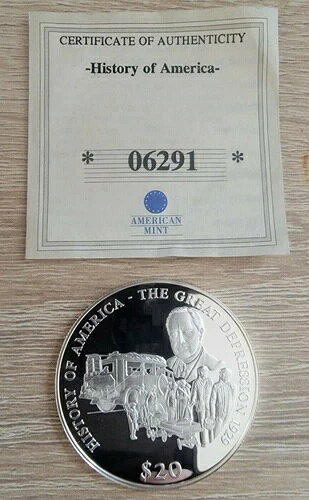 CERTIFICATE OF AUTHENTICITY
-History of America-
* 06291 *
AMERICAN
MINT
HISTORY OF AMERICA - THE GREAT DEPRESSION 1929
$20